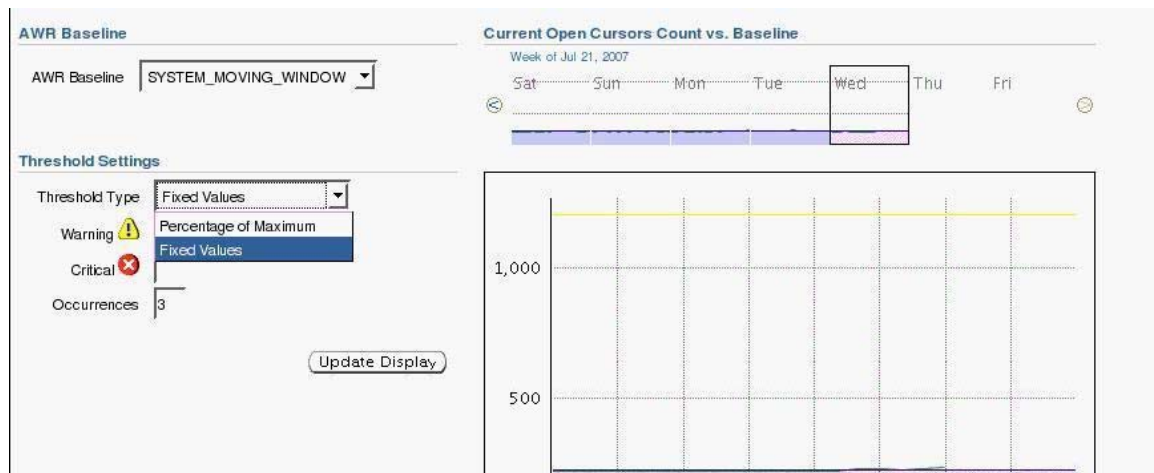 AWR Baseline
AWR Baseline SYSTEM_MOVING_WINDOW
Threshold Settings
Threshold Type Fixed Values
Percentage of Maximum
Fixed Values
Warning
Critical
Occurrences 3
Update Display
Current Open Cursors Count vs. Baseline
Week of Jul 21, 2007
Sat Sun Mon Tue Wed Thu Fri
1,000
500